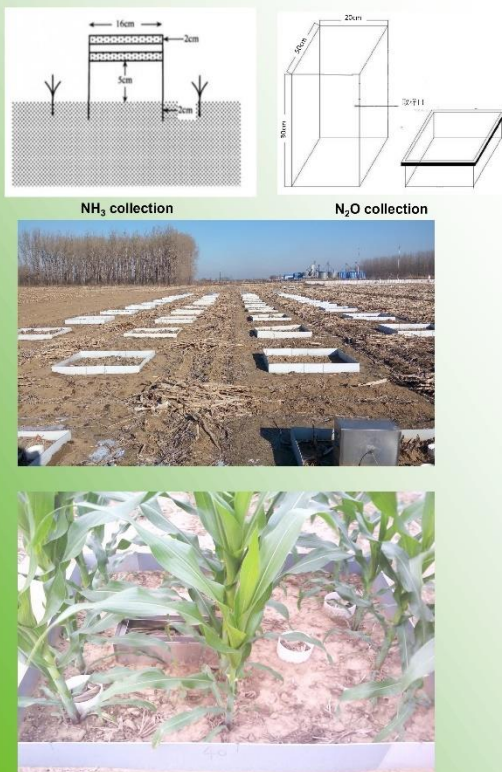 16cm
2cm
5cm
2cm
20cm
50cm
NH₃ collection
N₂O collection